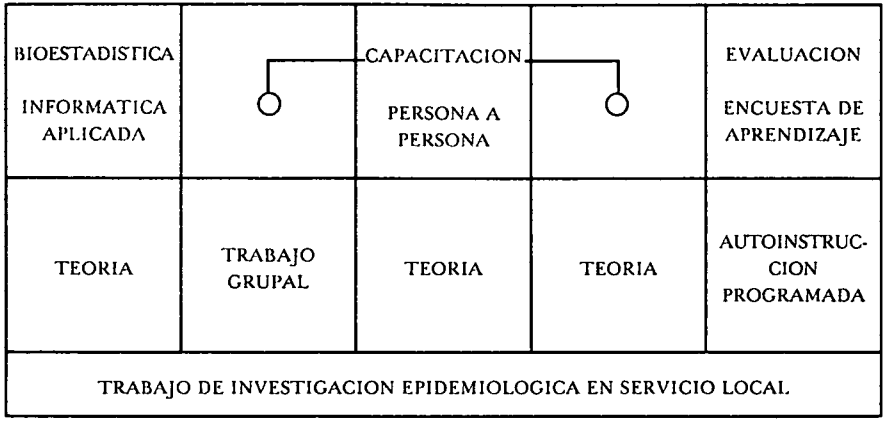 BIOESTADISTICA
INFORMATICA
APLICADA
CAPACITACION
PERSONA A
PERSONA
EVALUACION
ENCUESTA DE
APRENDIZAJE
TEORIA
TRABAJO
GRUPAL
TEORIA
TEORIA
AUTOINSTRUC-
CION
PROGRAMADA
TRABAJO DE INVESTIGACION EPIDEMIOLOGICA EN SERVICIO LOCAL